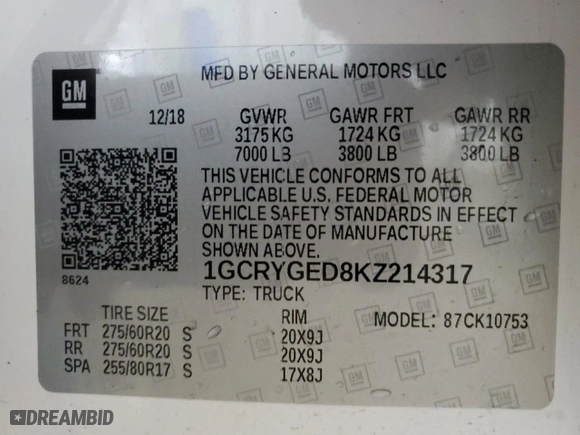 GM
MFD BY GENERAL MOTORS LLC
12/18 GVWR GAWR FRT GAWR RR
3175 KG 1724 KG 1724 KG
7000 LB 3800 LB 3800 LB
THIS VEHICLE CONFORMS TO ALL
APPLICABLE U.S. FEDERAL MOTOR
VEHICLE SAFETY STANDARDS IN EFFECT
ON THE DATE OF MANUFACTURE
SHOWN ABOVE.
8624
1GCRYGED8KZ214317
TYPE: TRUCK
TIRE SIZE RIM MODEL: 87CK10753
FRT 275/60R20 S 20X9J
RR 275/60R20 S 20X9J
SPA 255/80R17 S 17X8J
DREAMBID